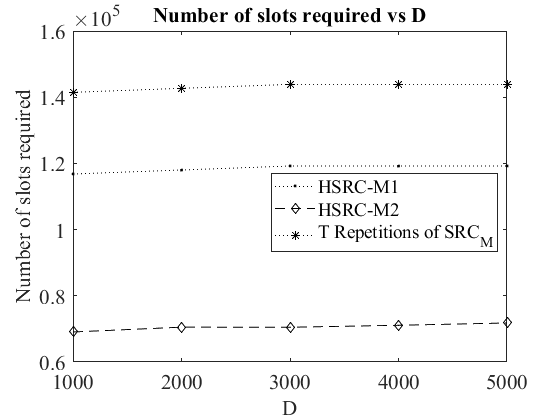 Number of slots required vs D
×10^5
1.6
1.4
1.2
1
0.8
0.6
Number of slots required
HSRC-M1
HSRC-M2
T Repetitions of SRC_M
1000 2000 3000 4000 5000
D